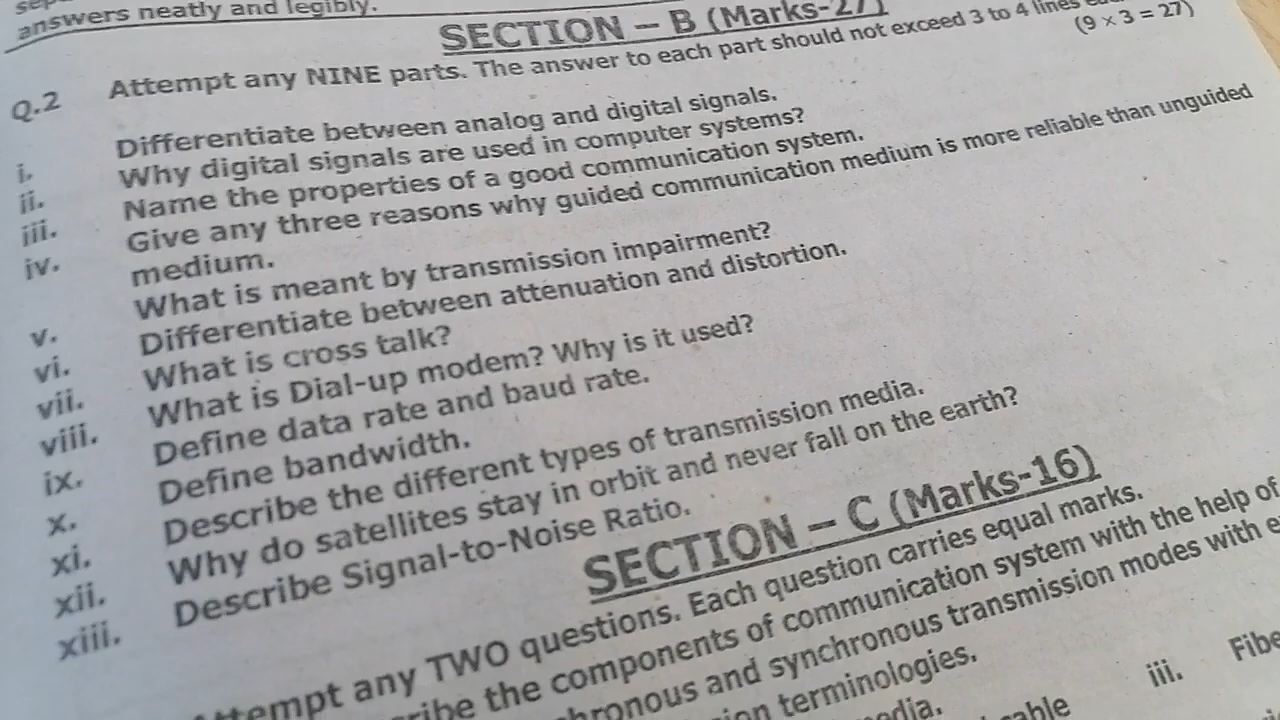 answers neatly and legibly.
SECTION – B (Marks-27)
Q.2 Attempt any NINE parts. The answer to each part should not exceed 3 to 4 lines
(9 × 3 = 27)
i. Differentiate between analog and digital signals.
ii. Why digital signals are used in computer systems?
iii. Name the properties of a good communication system.
iv. Give any three reasons why guided communication medium is more reliable than unguided
medium.
v. What is meant by transmission impairment?
vi. Differentiate between attenuation and distortion.
vii. What is cross talk?
viii. What is Dial-up modem? Why is it used?
ix. Define data rate and baud rate.
x. Define bandwidth.
xi. Describe the different types of transmission media.
xii. Why do satellites stay in orbit and never fall on the earth?
xiii. Describe Signal-to-Noise Ratio.
SECTION – C (Marks-16)
any TWO questions. Each question carries equal marks.
the components of communication system with the help of
and synchronous transmission modes with
terminologies.
iii.